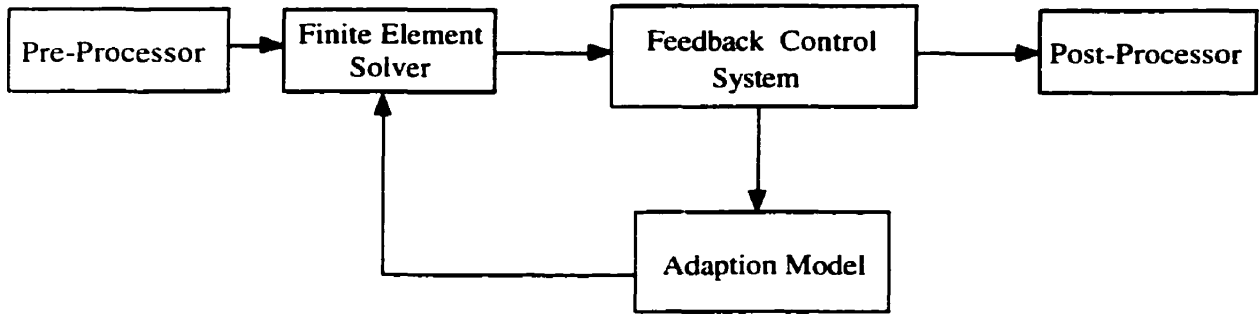 Pre-Processor
Finite Element
Solver
Feedback Control
System
Post-Processor
Adaption Model